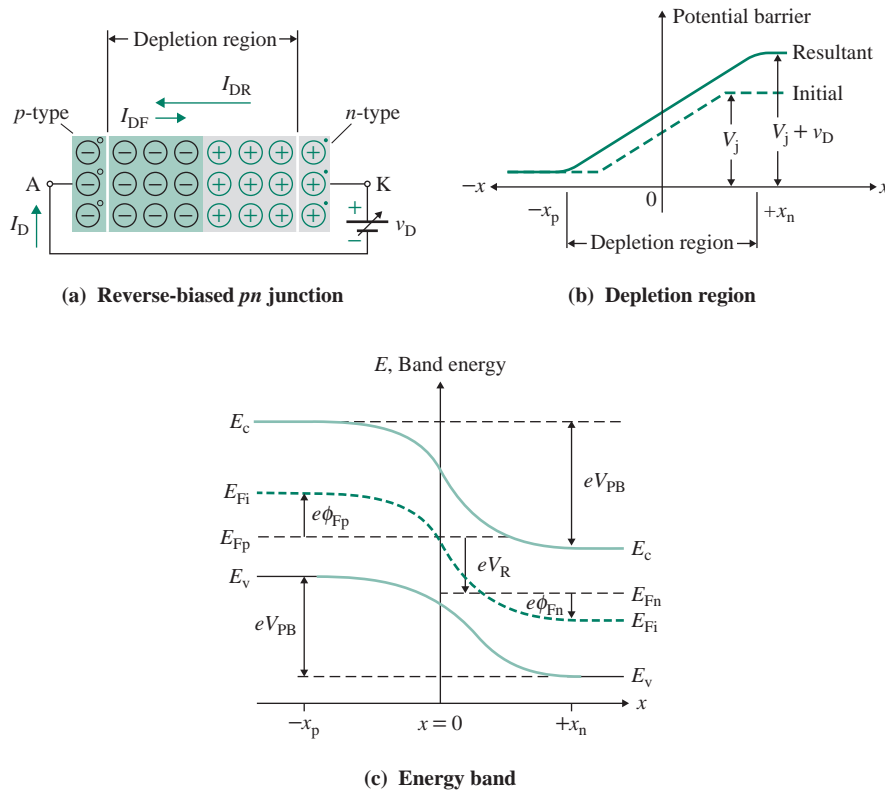 Depletion region
I_DR
I_DF
p-type
n-type
A
K
I_D
+
−
v_D
(a) Reverse-biased pn junction
Potential barrier
Resultant
Initial
V_j
V_j + v_D
−x
0
x
−x_p
+x_n
Depletion region
(b) Depletion region
E, Band energy
E_c
eV_PB
E_Fi
eϕ_Fp
E_Fp
E_c
eV_R
E_v
E_Fn
eϕ_Fn
E_Fi
eV_PB
E_v
−x_p
x = 0
+x_n
x
(c) Energy band